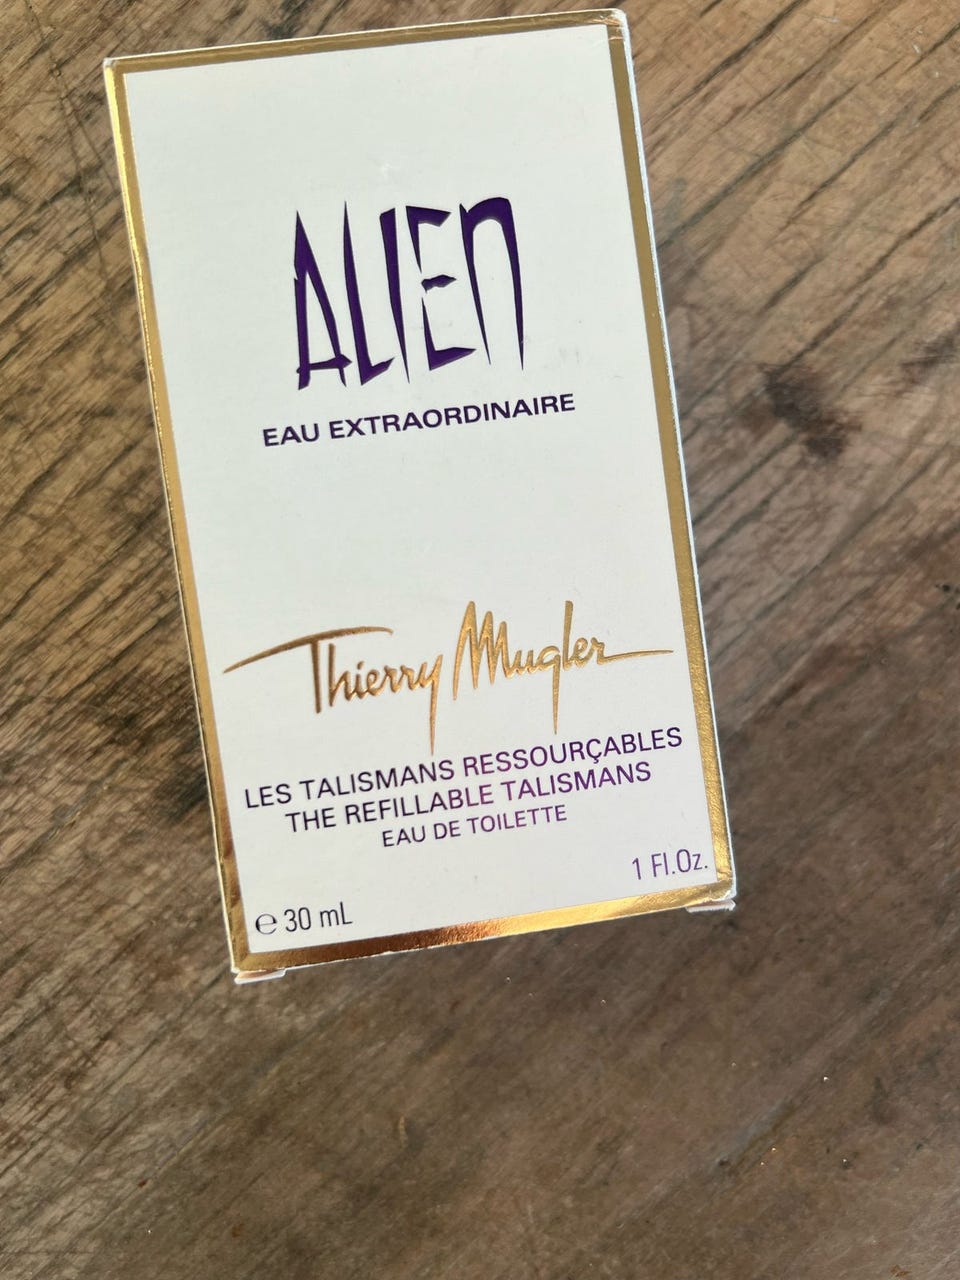 ALIEN
EAU EXTRAORDINAIRE
Thierry Mugler
LES TALISMANS RESSOURÇABLES
THE REFILLABLE TALISMANS
EAU DE TOILETTE
1 Fl.Oz.
℮ 30 mL